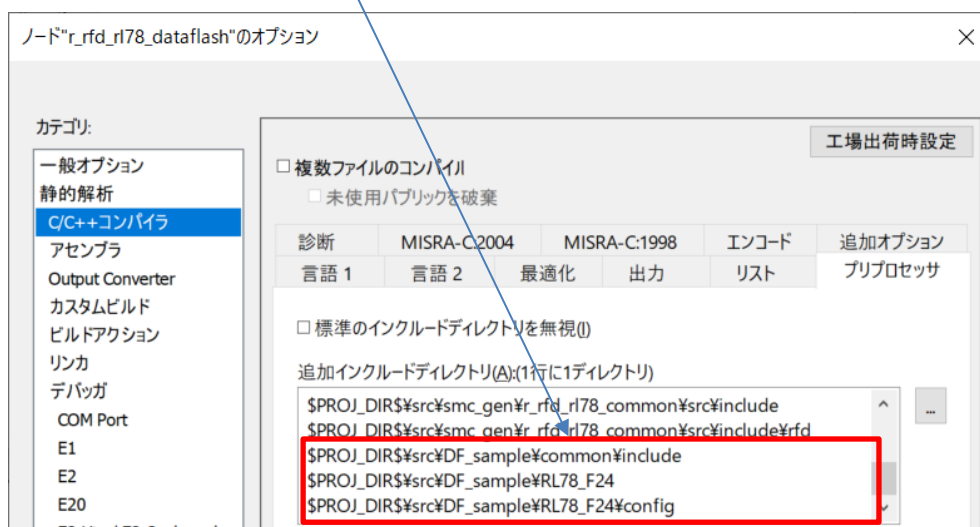 ノード"r_rfd_rl78_dataflash"のオプション
カテゴリ:
一般オプション
静的解析
C/C++コンパイラ
アセンブラ
Output Converter
カスタムビルド
ビルドアクション
リンカ
デバッガ
COM Port
E1
E2
E20
工場出荷時設定
複数ファイルのコンパイル
未使用パブリックを破棄
診断 MISRA-C:2004 MISRA-C:1998 エンコード 追加オプション
言語 1 言語 2 最適化 出力 リスト プリプロセッサ
標準のインクルードディレクトリを無視(I)
追加インクルードディレクトリ(A):(1行に1ディレクトリ)
$PROJ_DIR$¥src¥smc_gen¥r_rfd_rl78_common¥src¥include
$PROJ_DIR$¥src¥smc_gen¥r_rfd_rl78_common¥src¥include¥rfd
$PROJ_DIR$¥src¥DF_sample¥common¥include
$PROJ_DIR$¥src¥DF_sample¥RL78_F24
$PROJ_DIR$¥src¥DF_sample¥RL78_F24¥config
...